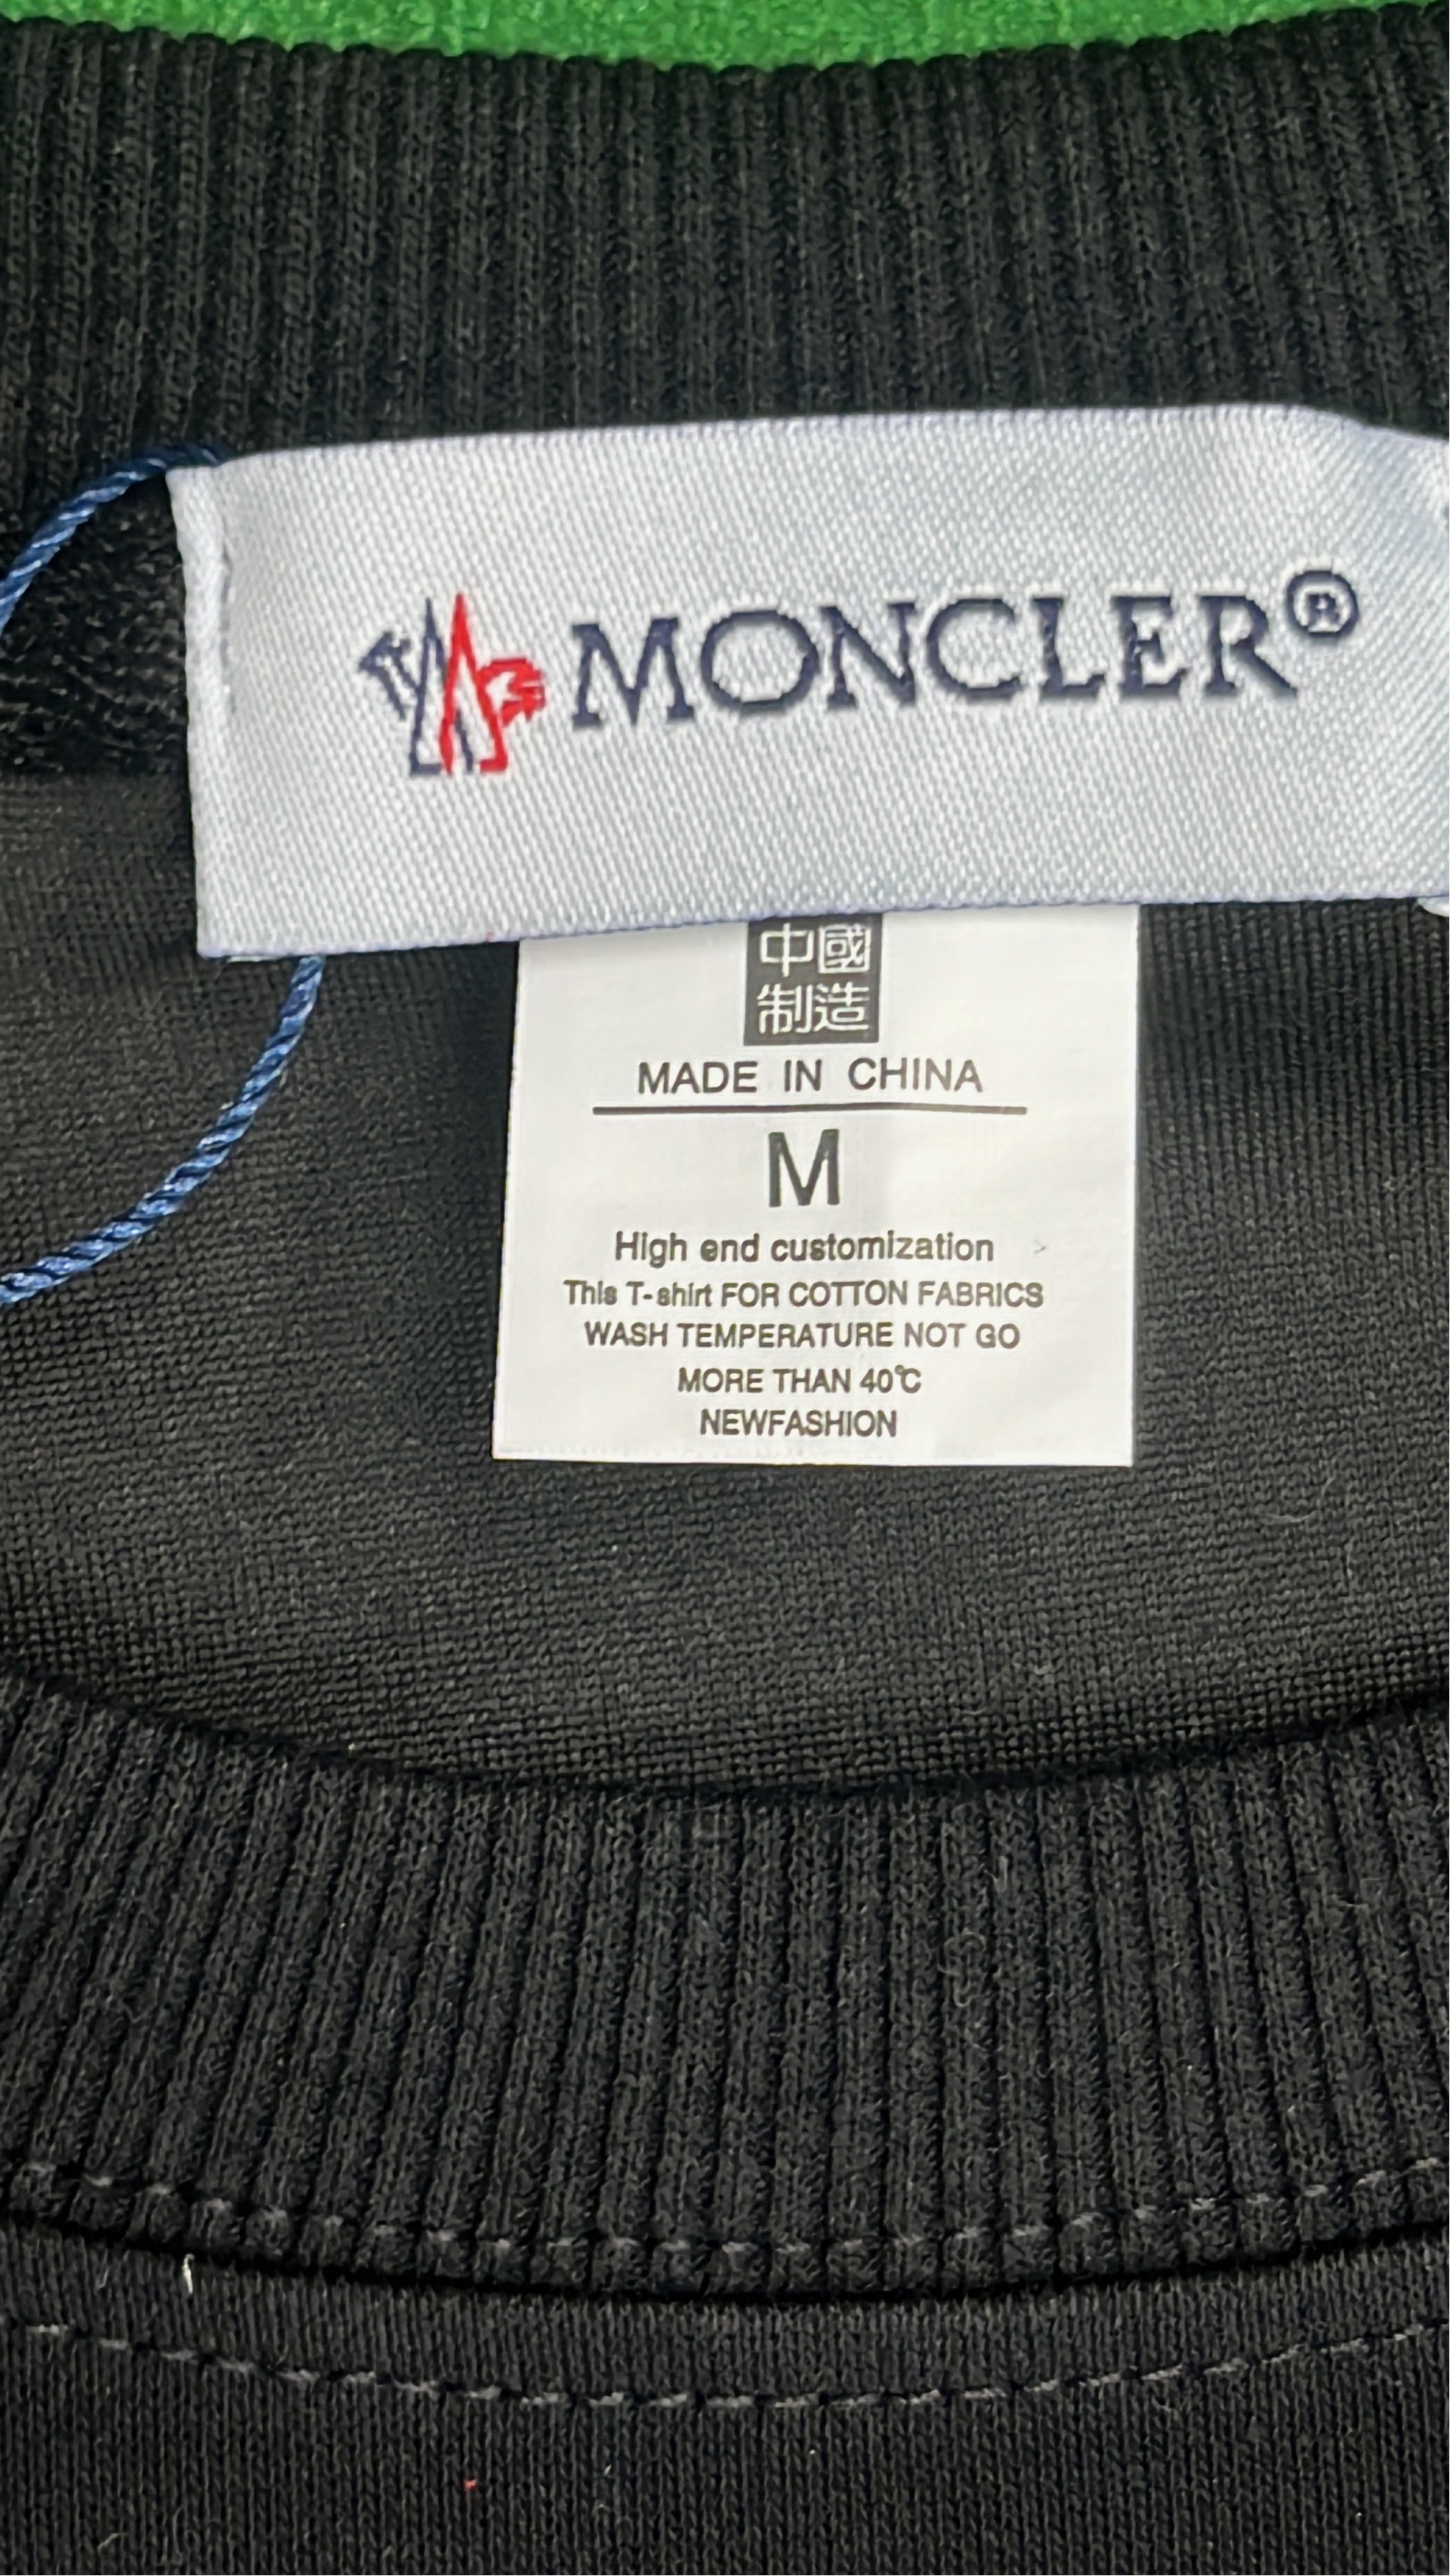 MONCLER®
中國
制造
MADE IN CHINA
M
High end customization
This T-shirt FOR COTTON FABRICS
WASH TEMPERATURE NOT GO
MORE THAN 40℃
NEWFASHION